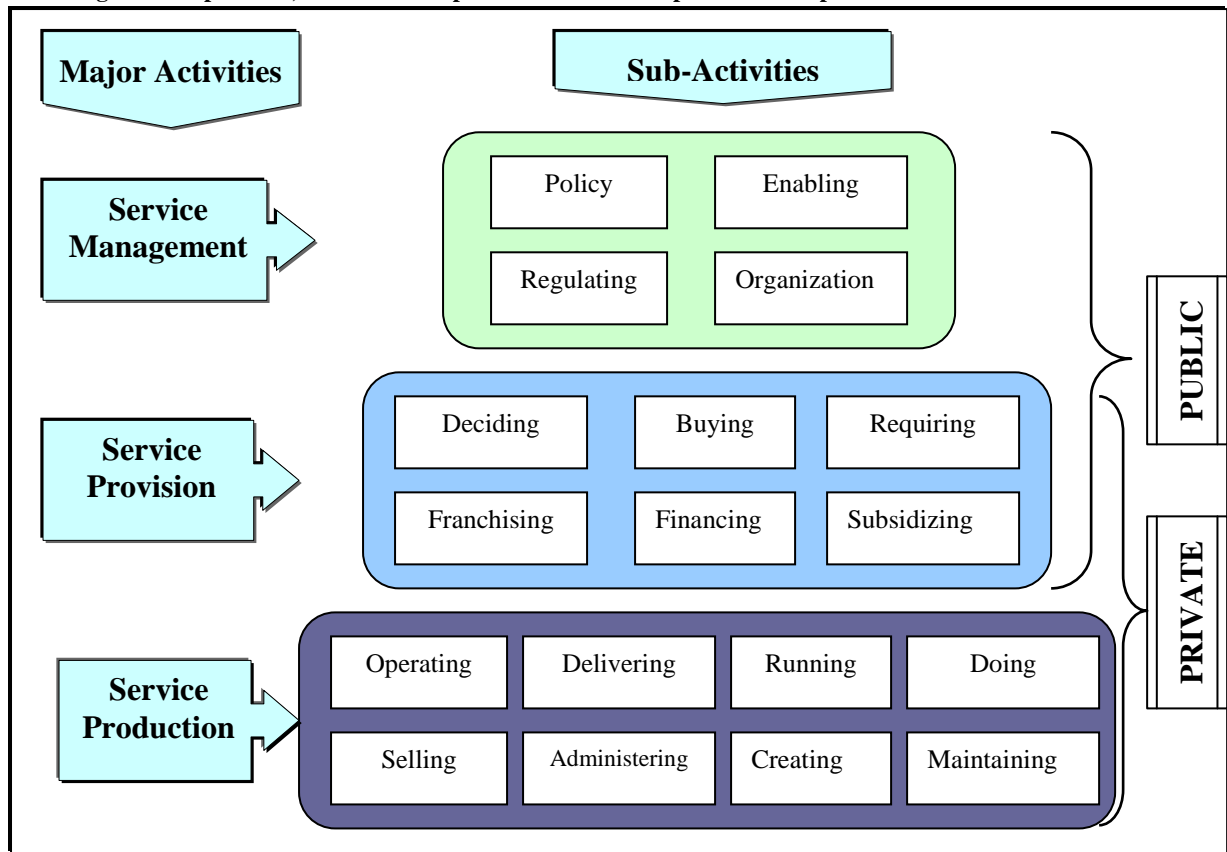 Major Activities
Sub-Activities
Service
Management
Policy
Enabling
Regulating
Organization
PUBLIC
Service
Provision
Deciding
Buying
Requiring
Franchising
Financing
Subsidizing
PRIVATE
Service
Production
Operating
Delivering
Running
Doing
Selling
Administering
Creating
Maintaining